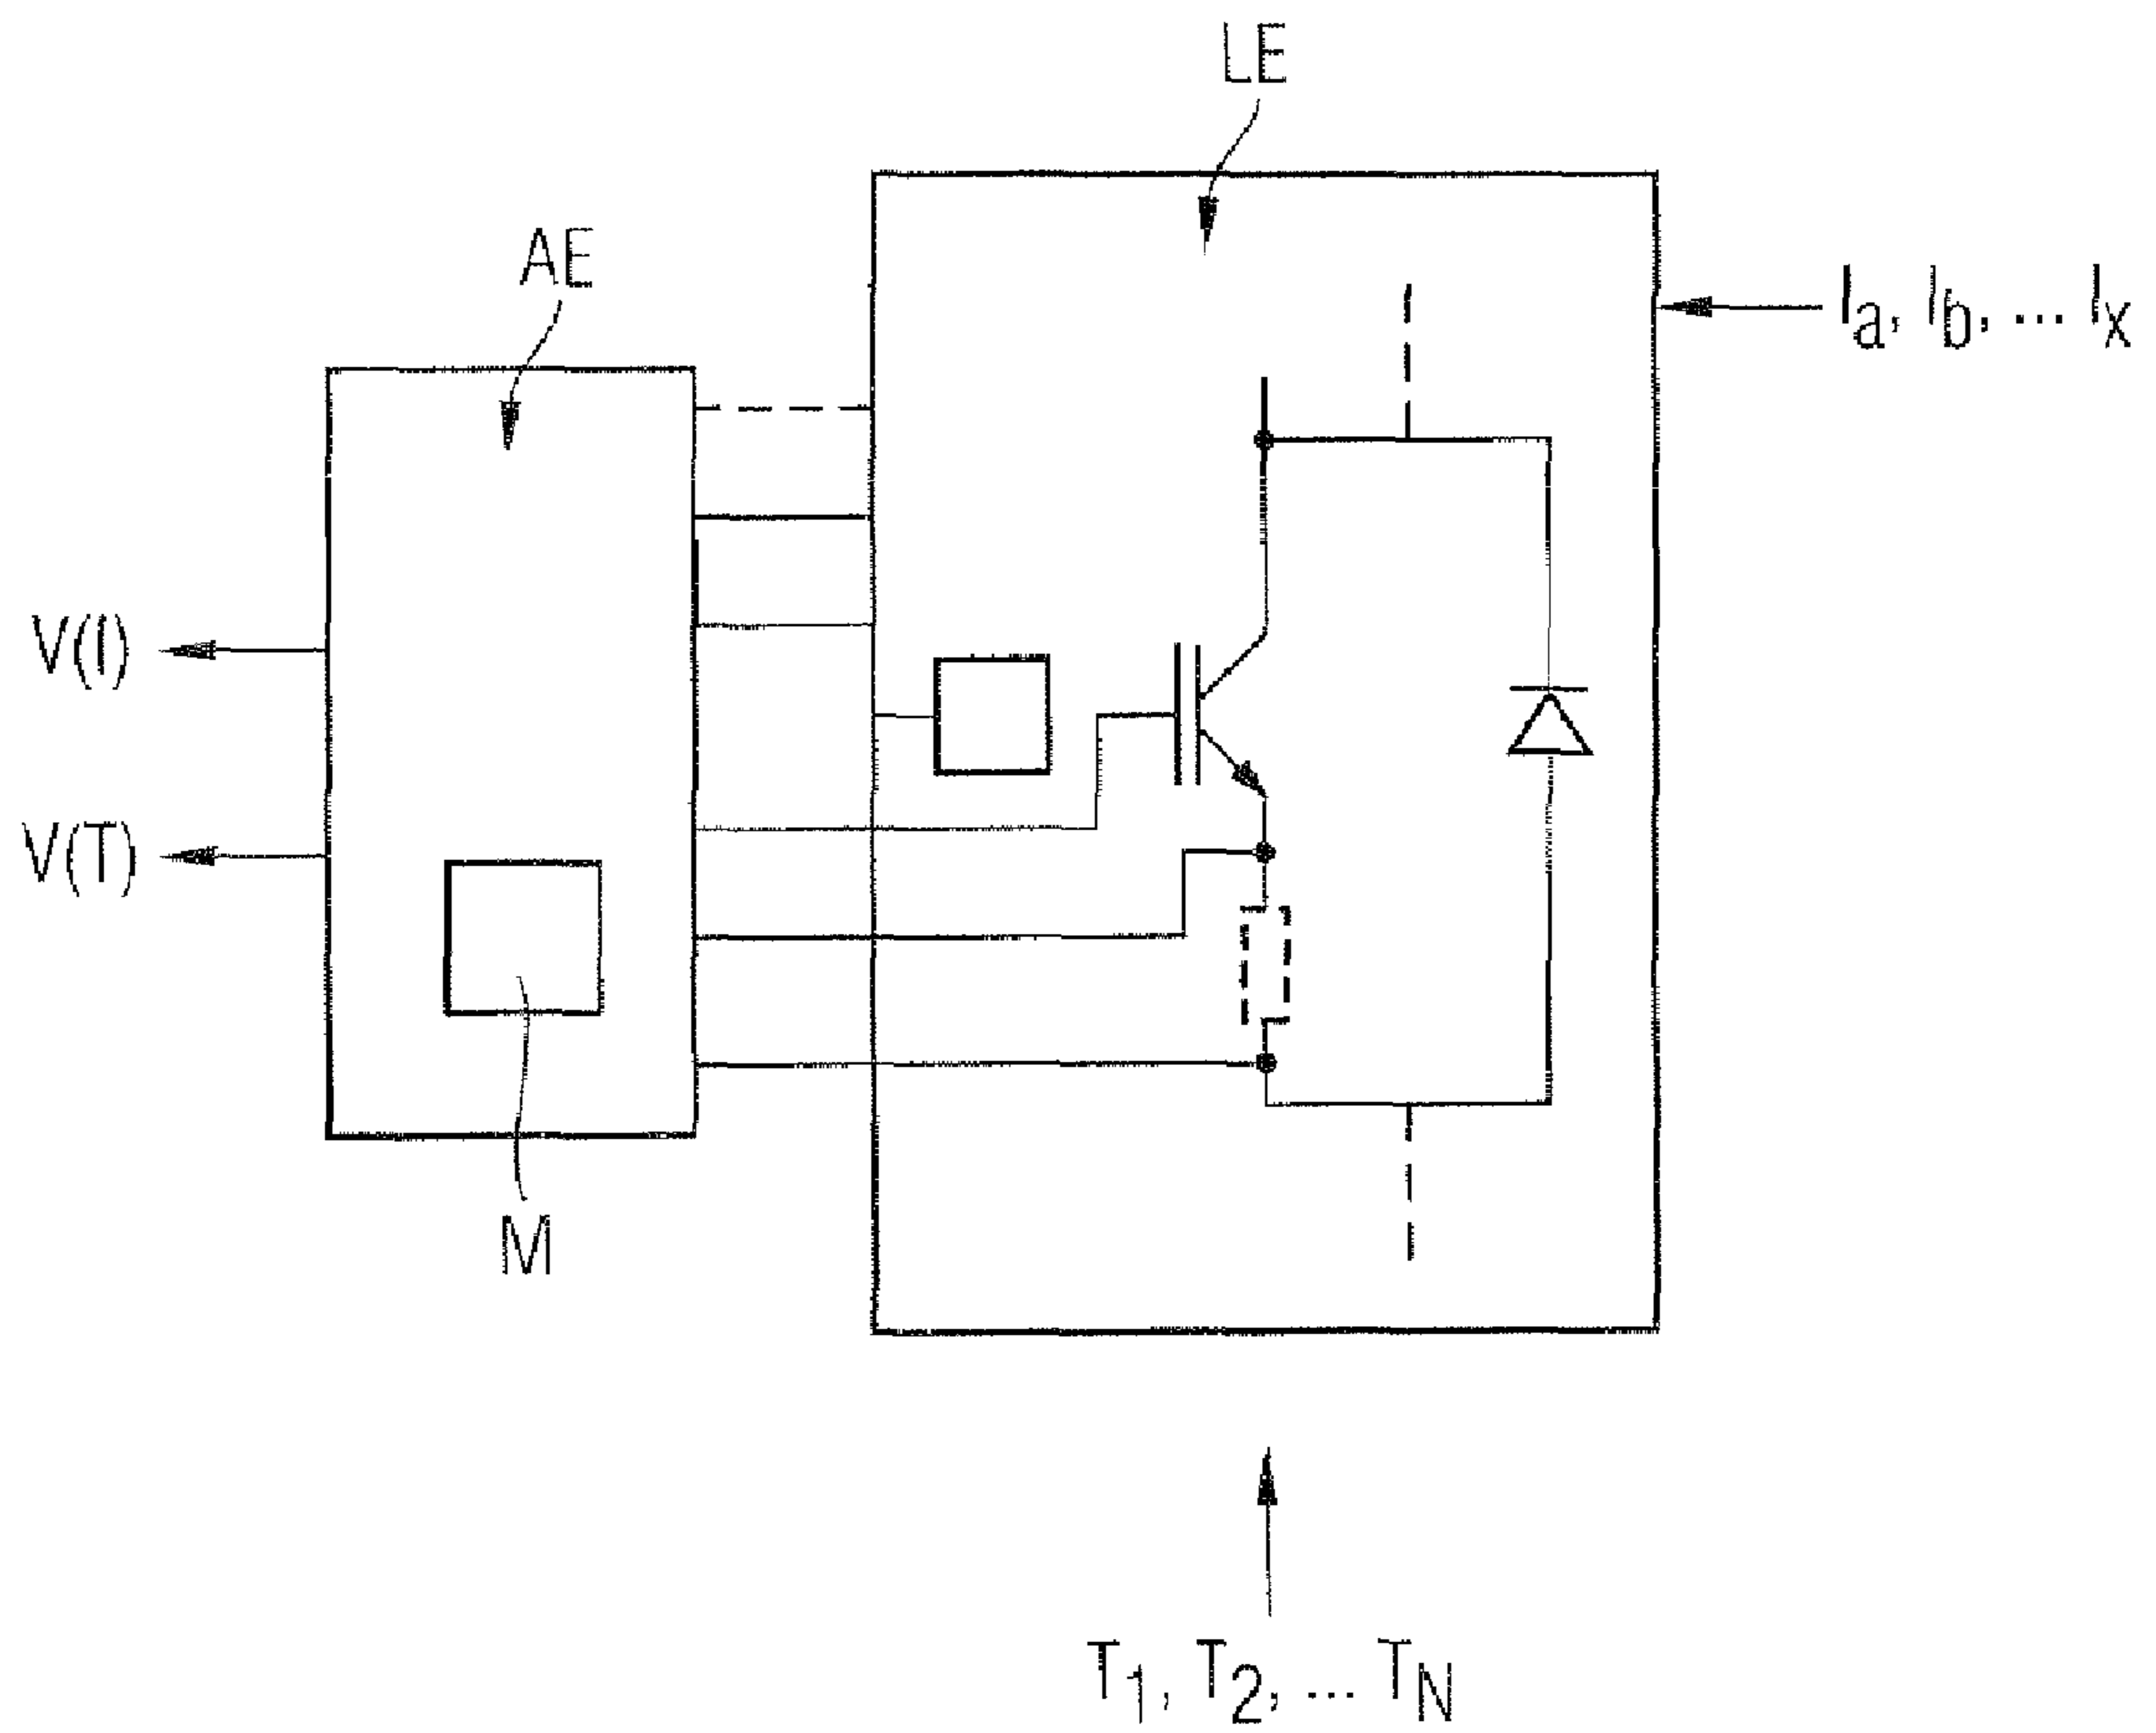 LE
AE
Ia, Ib, ... Ix
V(I)
V(T)
M
T1, T2, ... TN